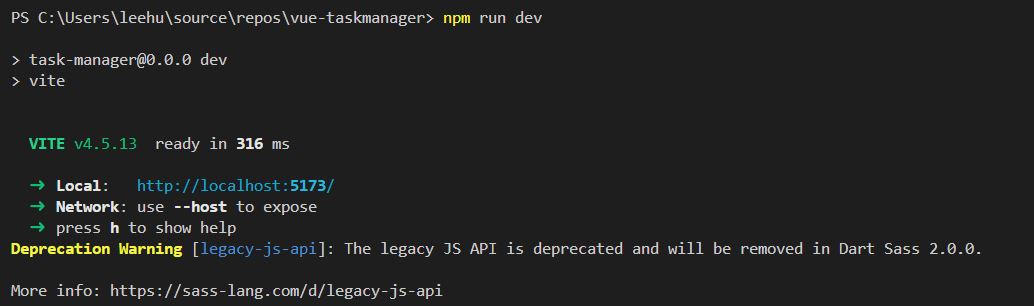 PS C:\Users\leehu\source\repos\vue-taskmanager> npm run dev
> task-manager@0.0.0 dev
> vite
VITE v4.5.13 ready in 316 ms
➜ Local: http://localhost:5173/
➜ Network: use --host to expose
➜ press h to show help
Deprecation Warning [legacy-js-api]: The legacy JS API is deprecated and will be removed in Dart Sass 2.0.0.
More info: https://sass-lang.com/d/legacy-js-api